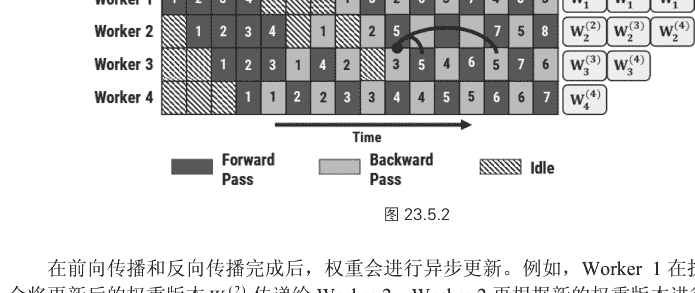 Worker 2 1 2 3 4 1 2 5 7 5 8 W₂⁽²⁾ W₂⁽³⁾ W₂⁽⁴⁾
Worker 3 1 2 3 1 4 2 3 5 4 6 5 7 6 W₃⁽³⁾ W₃⁽⁴⁾
Worker 4 1 1 2 2 3 3 4 4 5 5 6 6 7 W₄⁽⁴⁾
Time
Forward Pass
Backward Pass
Idle
图 23.5.2
在前向传播和反向传播完成后，权重会进行异步更新。例如，Worker 1 在